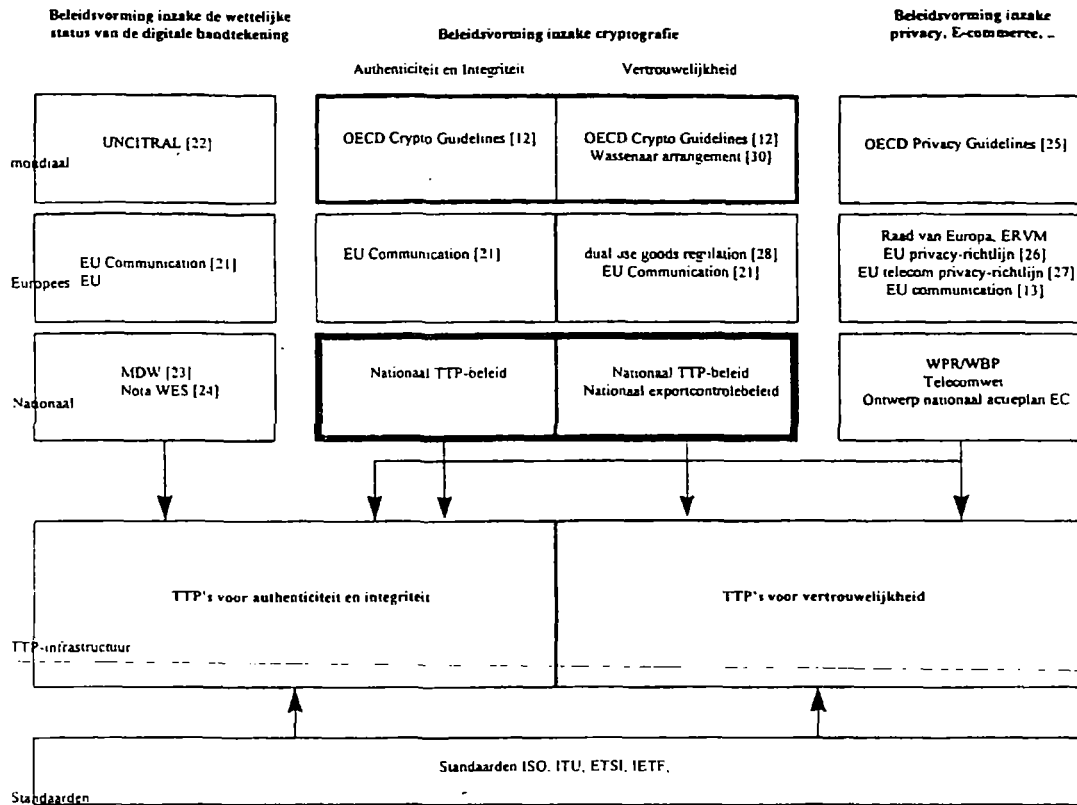 Beleidsvorming inzake de wettelijke
status van de digitale handtekening
Beleidsvorming inzake cryptografie
Beleidsvorming inzake
privacy, E-commerce, ..
Authenticiteit en Integriteit
Vertrouwelijkheid
mondiaal
UNCITRAL [22]
OECD Crypto Guidelines [12]
OECD Crypto Guidelines [12]
Wassenaar arrangement [30]
OECD Privacy Guidelines [25]
Europees
EU Communication [21]
EU
EU Communication [21]
dual use goods regulation [28]
EU Communication [21]
Raad van Europa, ERVM
EU privacy-richtlijn [26]
EU telecom privacy-richtlijn [27]
EU communication [13]
Nationaal
MDW [23]
Nota WES [24]
Nationaal TTP-beleid
Nationaal TTP-beleid
Nationaal exportcontrolebeleid
WPR/WBP
Telecomwet
Ontwerp nationaal actieplan EC
TTP's voor authenticiteit en integriteit
TTP's voor vertrouwelijkheid
TTP-infrastructuur
Standaarden ISO, ITU, ETSI, IETF,
Standaarden